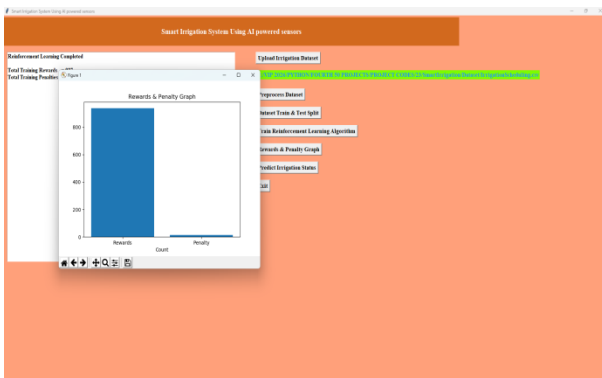 Smart Irrigation System Using AI powered sensors
Smart Irrigation System Using AI powered sensors
Reinforcement Learning Completed
Total Training Rewards
Total Training Penalties
Upload Irrigation Dataset
Preprocess Dataset
Dataset Train & Test Split
Train Reinforcement Learning Algorithm
Rewards & Penalty Graph
Predict Irrigation Status
Exit
Figure 1
Rewards & Penalty Graph
800
600
400
200
0
Rewards
Penalty
Count